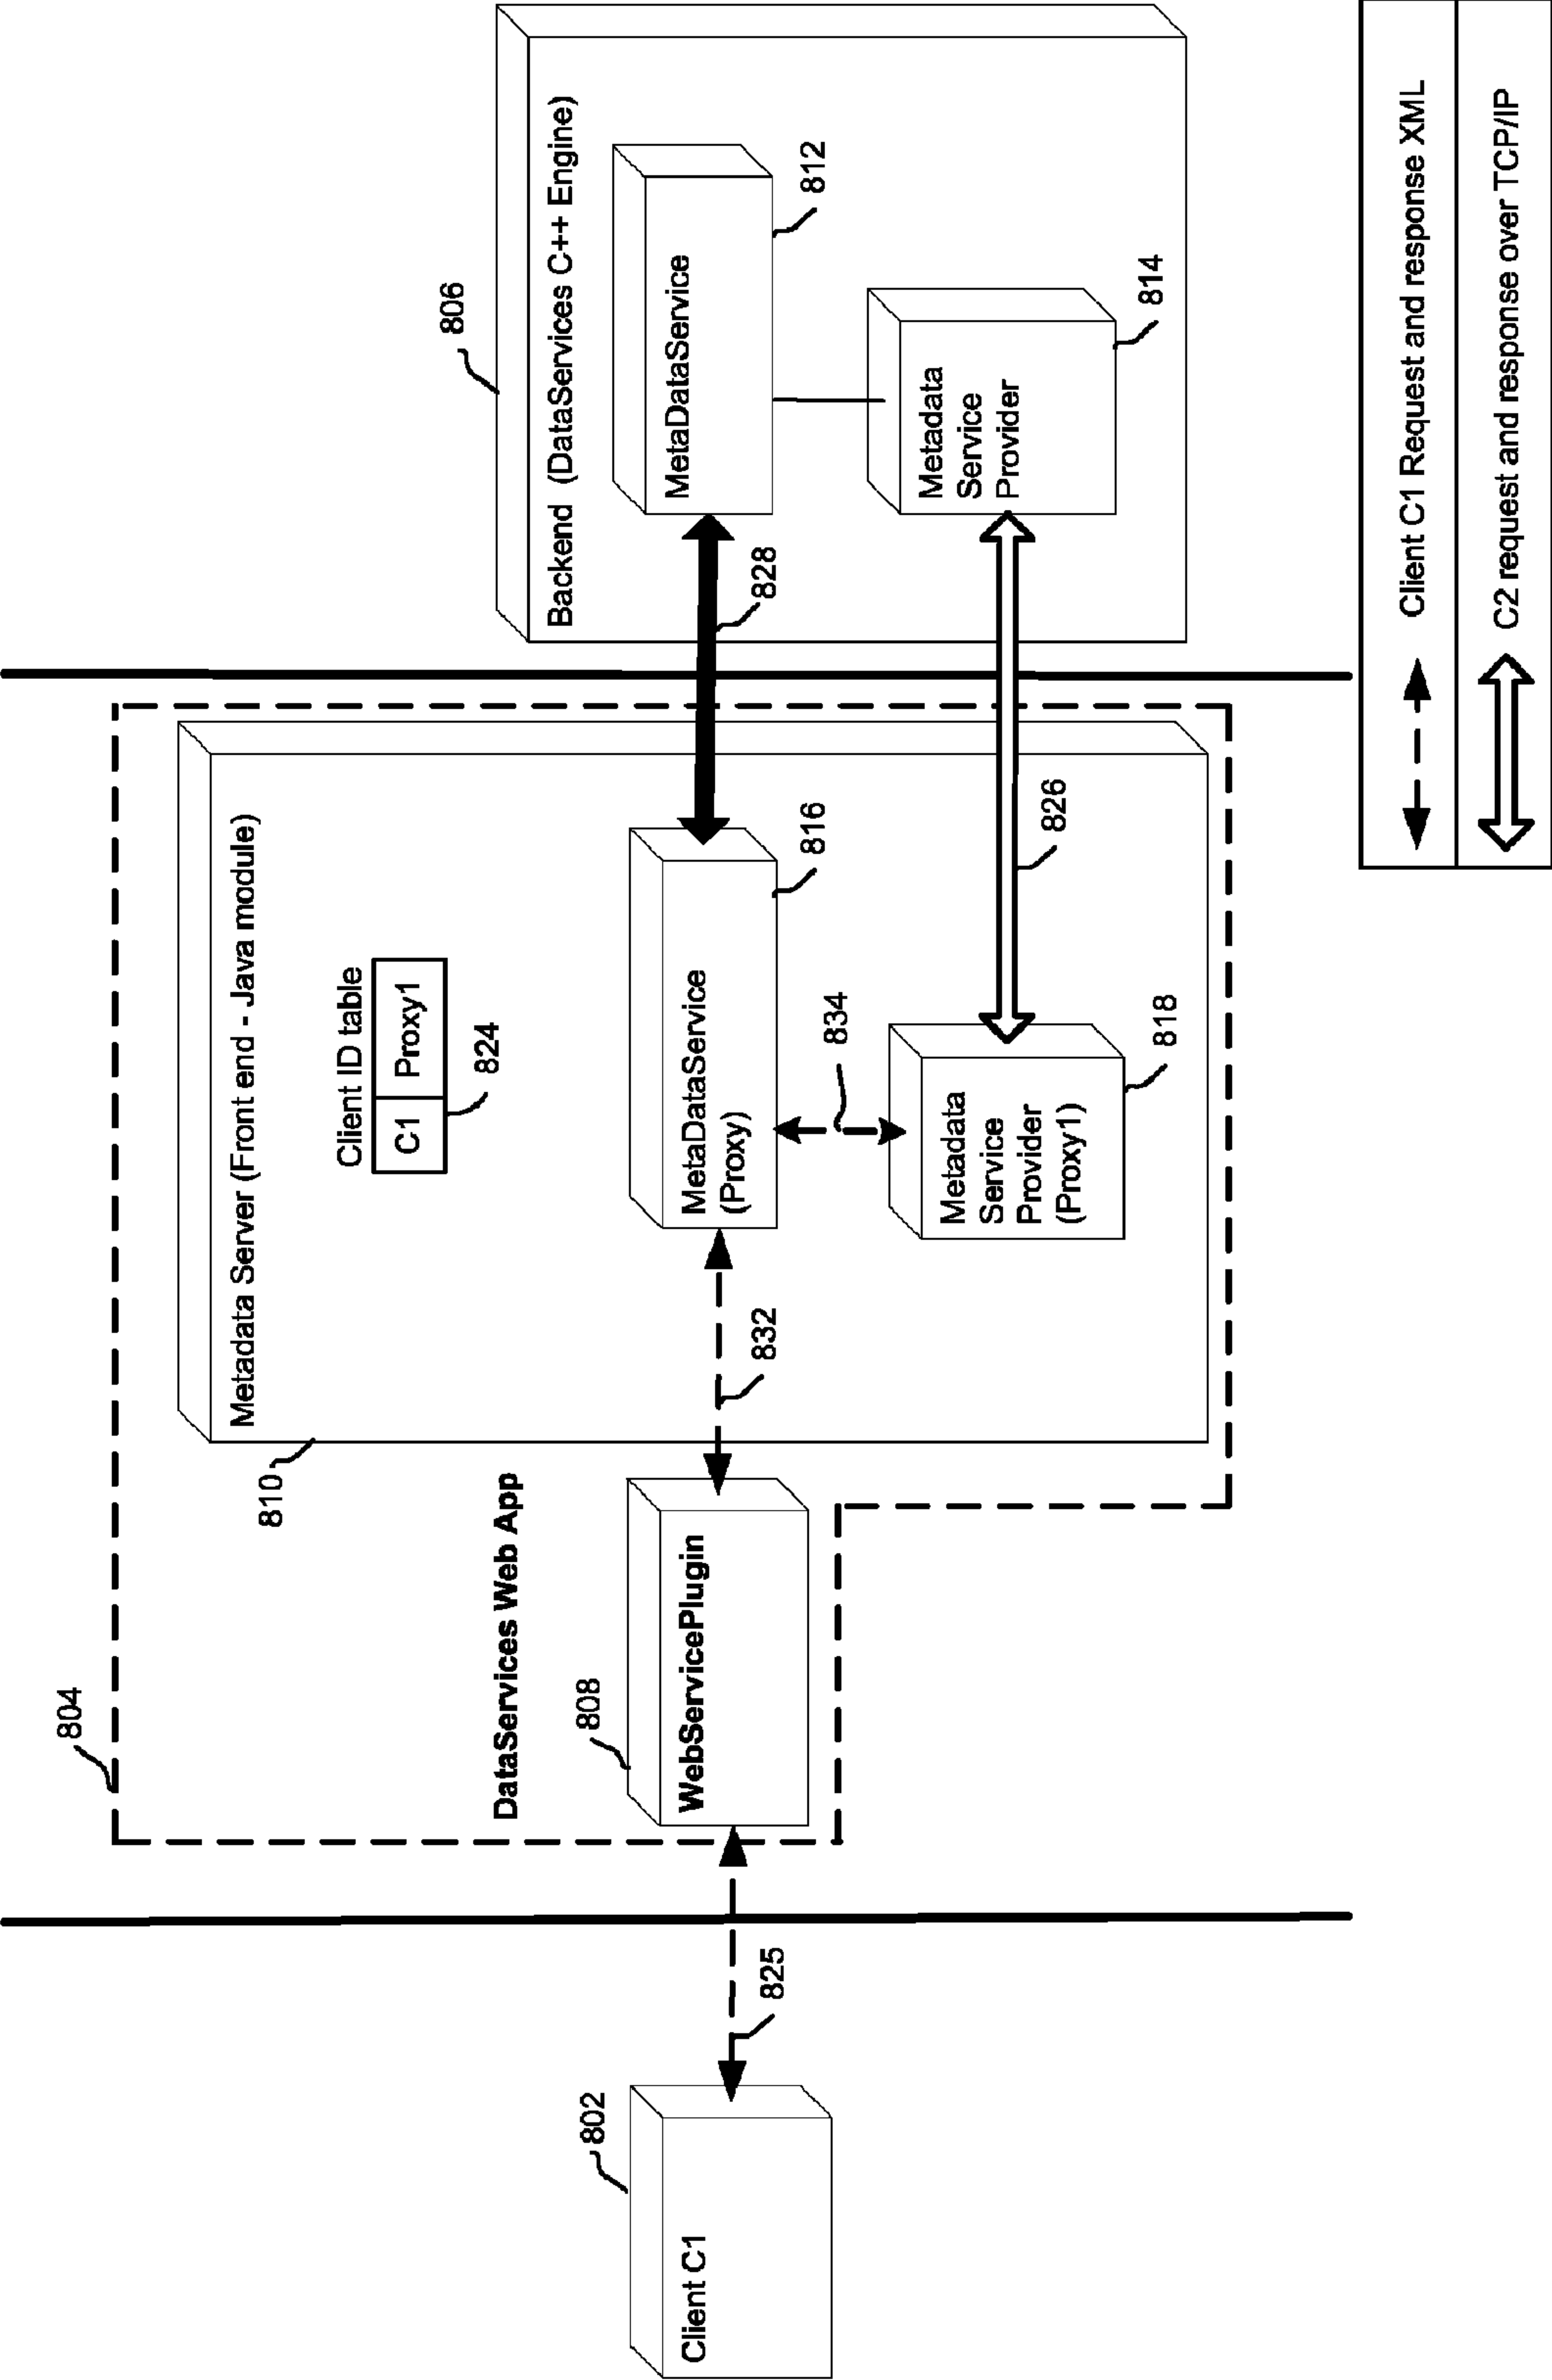 804
DataServices Web App
810
Metadata Server (Front end - Java module)
Client ID table
C1 Proxy1
824
806
Backend (DataServices C++ Engine)
802
Client C1
825
808
WebServicePlugin
832
MetaDataService
(Proxy)
816
828
MetaDataService
812
834
Metadata
Service
Provider
(Proxy1)
818
826
Metadata
Service
Provider
814
Client C1 Request and response XML
C2 request and response over TCP/IP